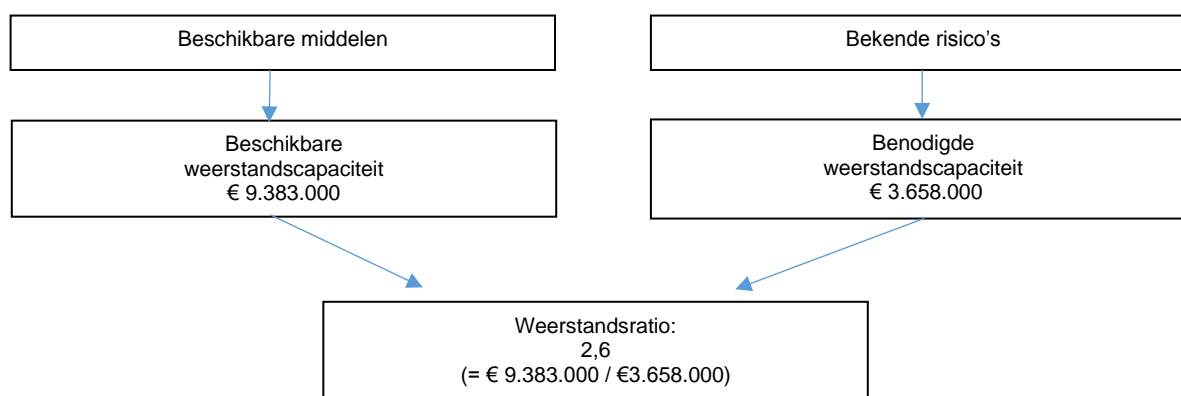 Beschikbare middelen
Bekende risico's
Beschikbare
weerstandscapaciteit
€ 9.383.000
Benodigde
weerstandscapaciteit
€ 3.658.000
Weerstandsratio:
2,6
(= € 9.383.000 / €3.658.000)